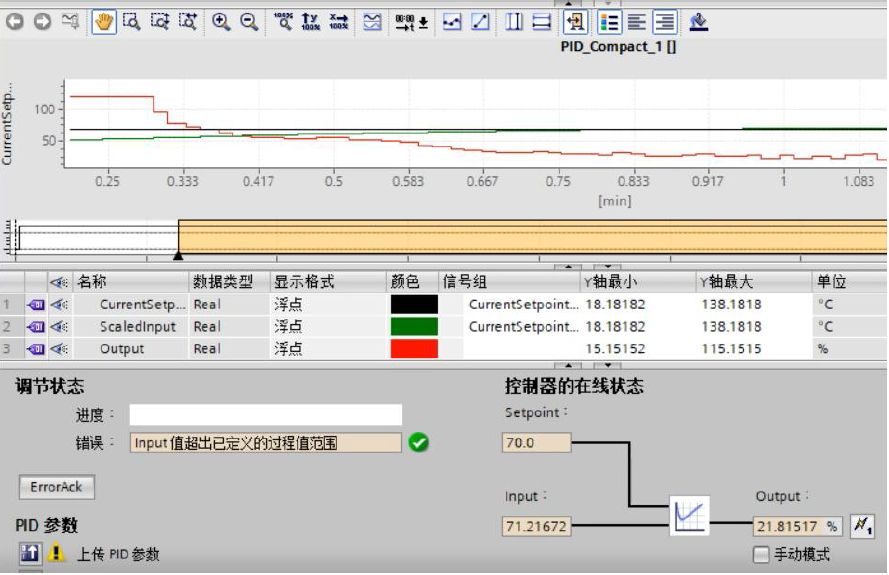 100% 100% 100% 00:00
PID_Compact_1 []
CurrentSetp...
100
50
0.25 0.333 0.417 0.5 0.583 0.667 0.75 0.833 0.917 1 1.083
[min]
名称 数据类型 显示格式 颜色 信号组 Y轴最小 Y轴最大 单位
1 CurrentSetp... Real 浮点 CurrentSetpoint... 18.18182 138.1818 °C
2 ScaledInput Real 浮点 CurrentSetpoint... 18.18182 138.1818 °C
3 Output Real 浮点 15.15152 115.1515 %
调节状态
进度：
错误： Input 值超出已定义的过程值范围
ErrorAck
PID 参数
上传 PID 参数
控制器的在线状态
Setpoint：
70.0
Input： Output：
71.21672 21.81517 %
手动模式